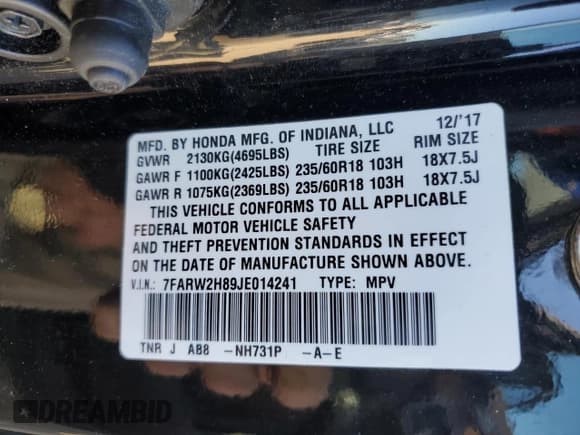 MFD. BY HONDA MFG. OF INDIANA, LLC 12/'17
GVWR 2130KG(4695LBS) TIRE SIZE RIM SIZE
GAWR F 1100KG(2425LBS) 235/60R18 103H 18X7.5J
GAWR R 1075KG(2369LBS) 235/60R18 103H 18X7.5J
THIS VEHICLE CONFORMS TO ALL APPLICABLE
FEDERAL MOTOR VEHICLE SAFETY
AND THEFT PREVENTION STANDARDS IN EFFECT
ON THE DATE OF MANUFACTURE SHOWN ABOVE.
V.I.N.: 7FARW2H89JE014241 TYPE: MPV
TNR J AB8 -NH731P -A-E
DREAMBID